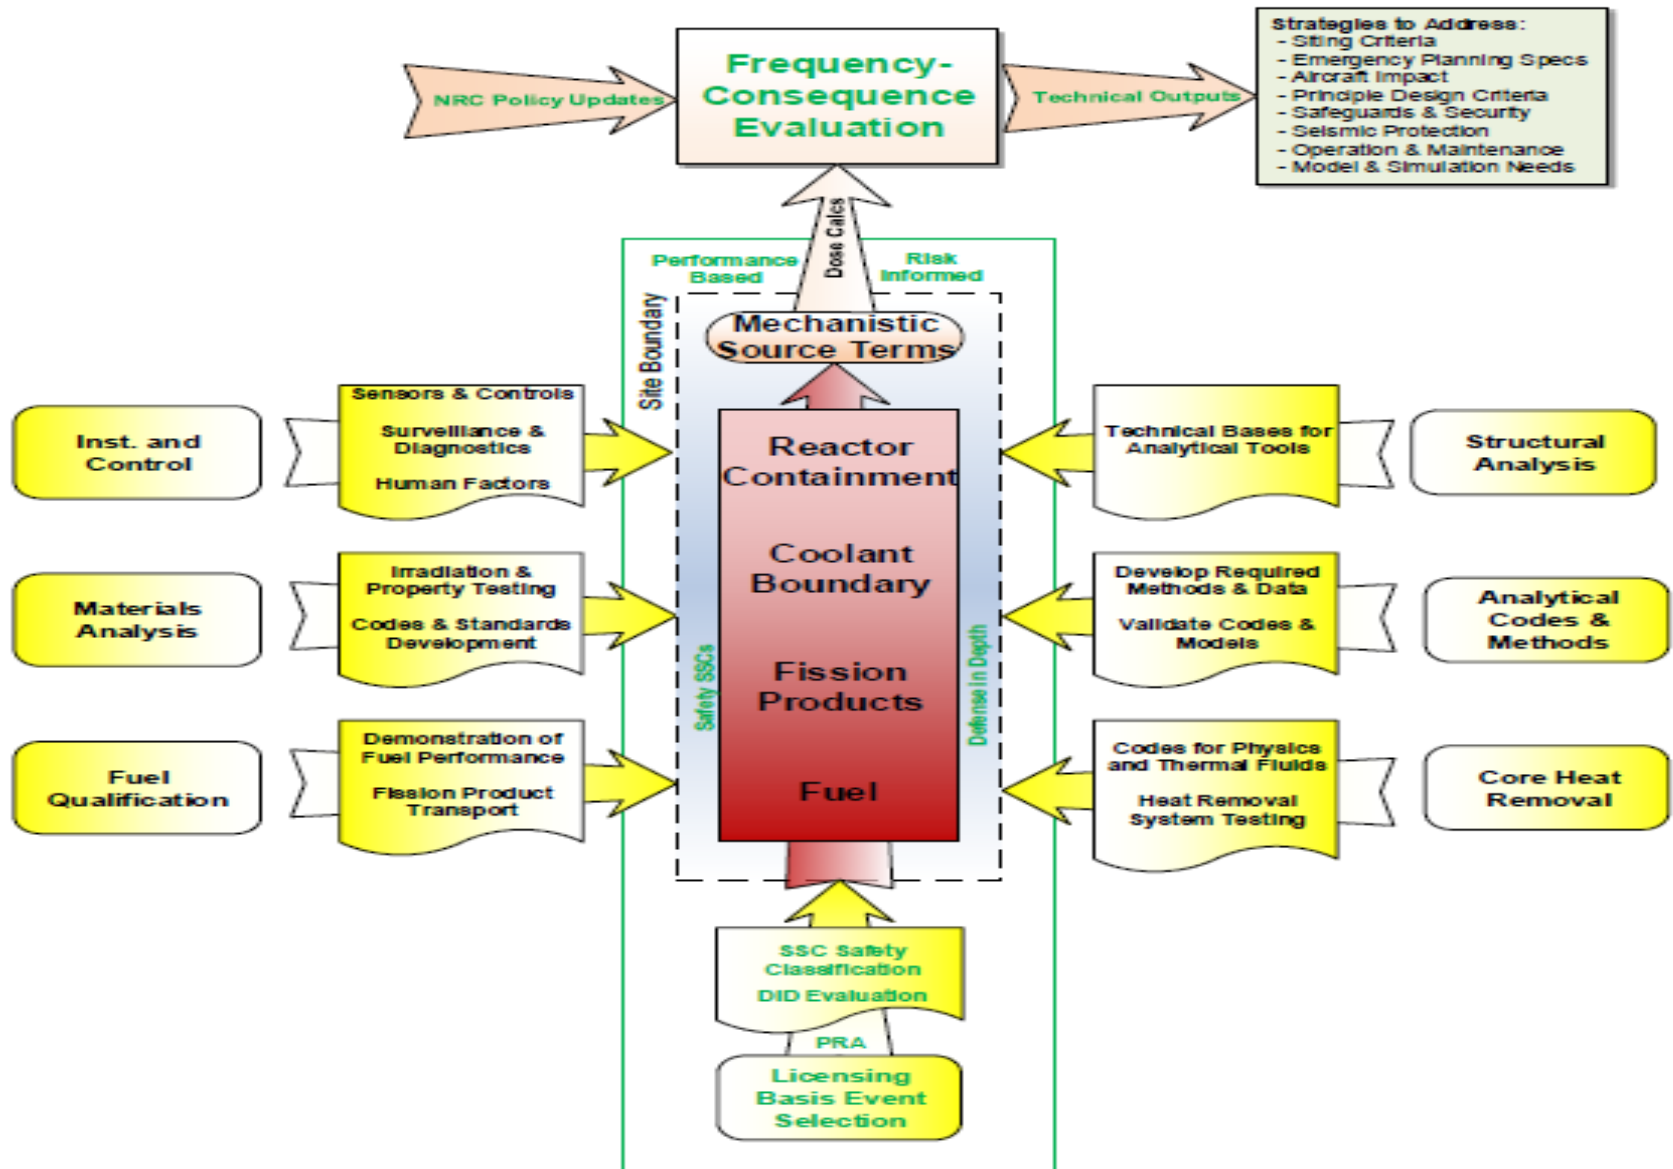 Strategies to Address:
- Siting Criteria
- Emergency Planning Specs
- Aircraft Impact
- Principle Design Criteria
- Safeguards & Security
- Seismic Protection
- Operation & Maintenance
- Model & Simulation Needs
NRC Policy Updates
Frequency-
Consequence
Evaluation
Technical Outputs
Dose Calcs
Performance
Based
Risk
Informed
Site Boundary
Mechanistic
Source Terms
Inst. and
Control
Sensors & Controls
Surveillance &
Diagnostics
Human Factors
Reactor
Containment
Coolant
Boundary
Fission
Products
Fuel
Technical Bases for
Analytical Tools
Structural
Analysis
Materials
Analysis
Irradiation &
Property Testing
Codes & Standards
Development
Safety SSCs
Defense in Depth
Develop Required
Methods & Data
Validate Codes &
Models
Analytical
Codes &
Methods
Fuel
Qualification
Demonstration of
Fuel Performance
Fission Product
Transport
Codes for Physics
and Thermal Fluids
Heat Removal
System Testing
Core Heat
Removal
SSC Safety
Classification
DID Evaluation
PRA
Licensing
Basis Event
Selection